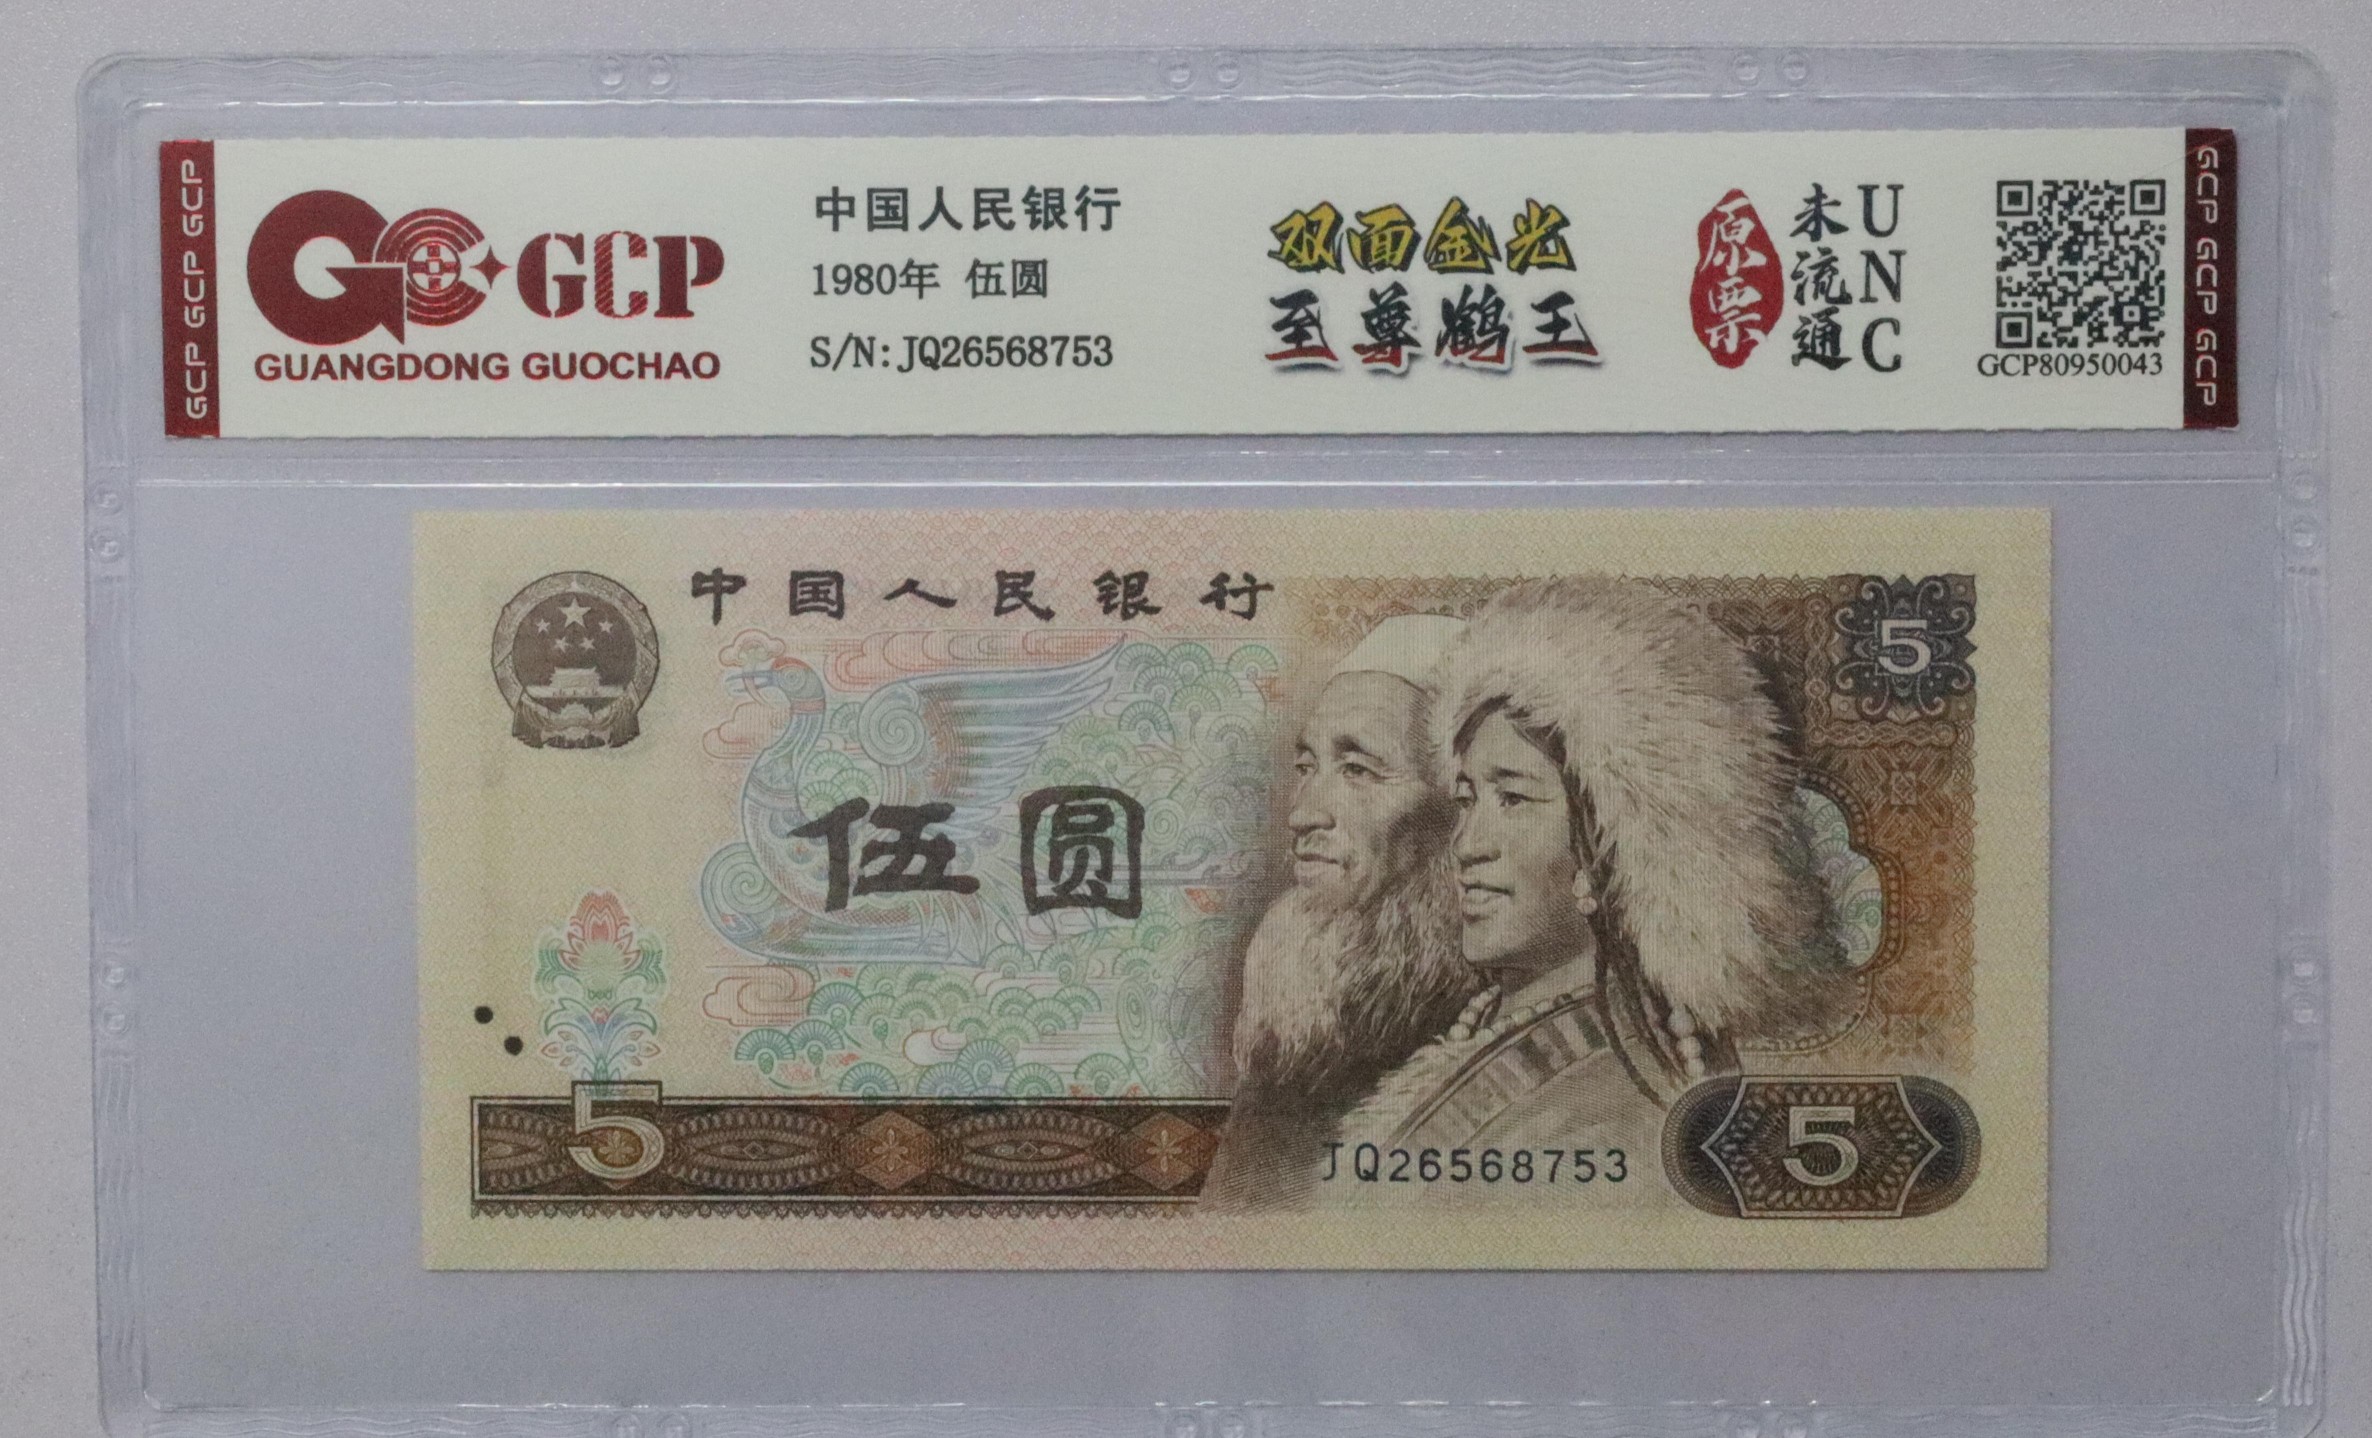 GCP GCP GCP
GCP
GUANGDONG GUOCHAO
中国人民银行
1980年 伍圆
S/N:JQ26568753
双面金光
至尊鹤王
原票
未流通
UNC
GCP80950043
GCP GCP GCP
中国人民银行
5
伍圆
5
JQ26568753
5